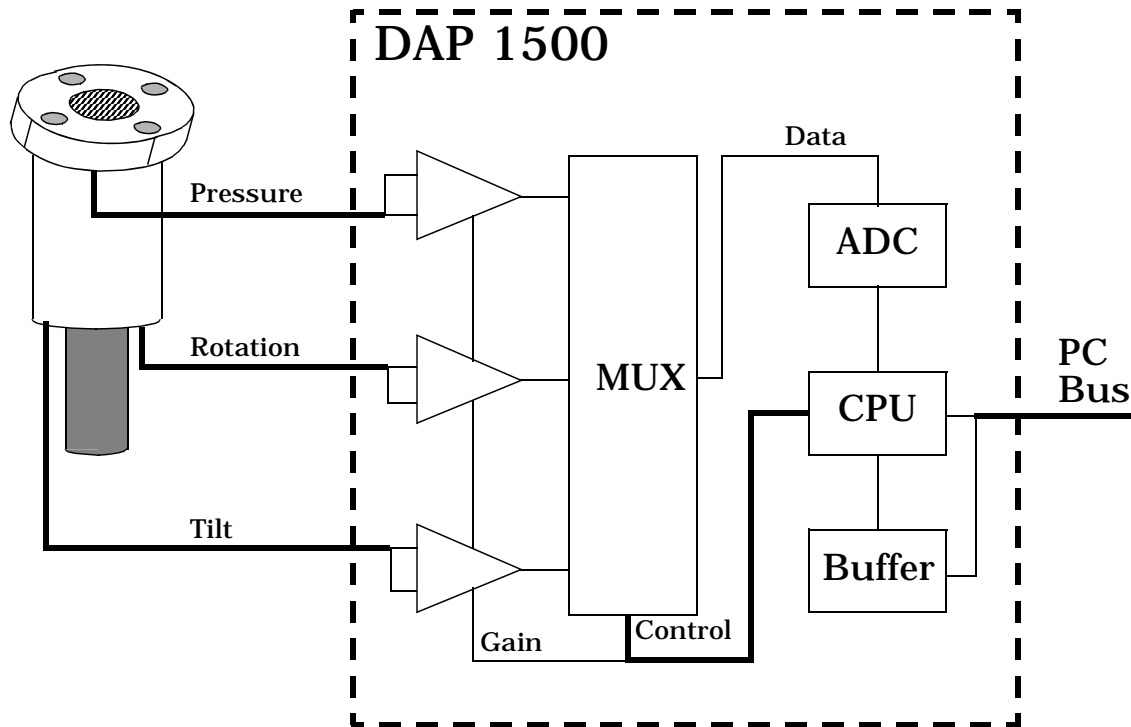 DAP 1500
Data
Pressure
ADC
Rotation
MUX
CPU
PC
Bus
Tilt
Buffer
Gain
Control